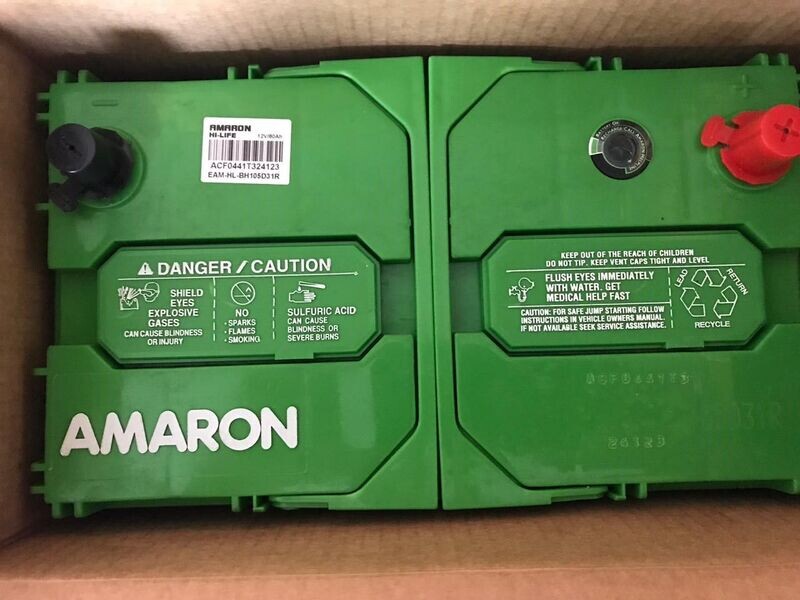 AMARON
HI-LIFE 12V/80Ah
ACF0441T324123
EAM-HL-BH105D31R
BATTERY OK
DANGER / CAUTION
SHIELD
EYES
EXPLOSIVE
GASES
CAN CAUSE BLINDNESS
OR INJURY
NO
• SPARKS
• FLAMES
• SMOKING
SULFURIC ACID
CAN CAUSE
BLINDNESS OR
SEVERE BURNS
KEEP OUT OF THE REACH OF CHILDREN
DO NOT TIP. KEEP VENT CAPS TIGHT AND LEVEL
FLUSH EYES IMMEDIATELY
WITH WATER. GET
MEDICAL HELP FAST
CAUTION: FOR SAFE JUMP STARTING FOLLOW
INSTRUCTIONS IN VEHICLE OWNERS MANUAL.
IF NOT AVAILABLE SEEK SERVICE ASSISTANCE.
LEAD
RETURN
RECYCLE
AMARON
ACF0441T3
24123
D31R